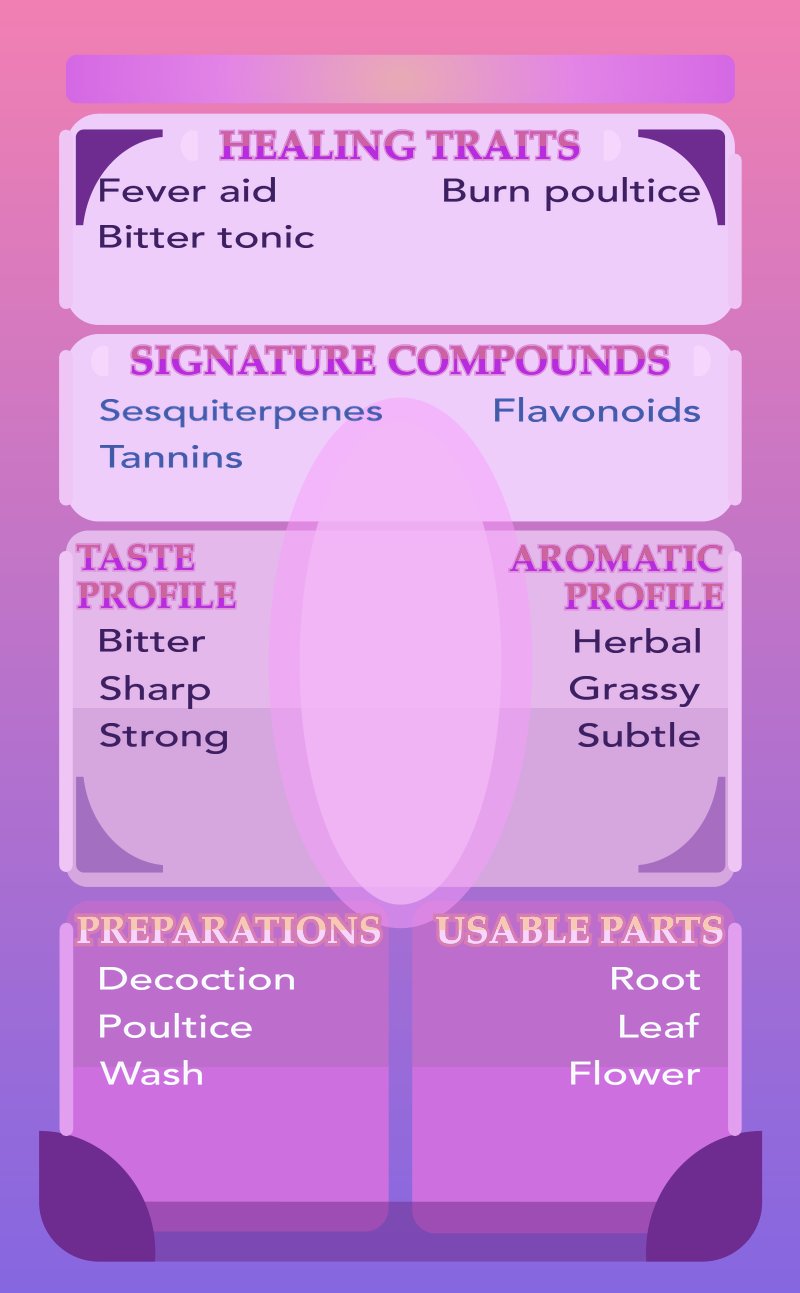 HEALING TRAITS
Fever aid
Burn poultice
Bitter tonic
SIGNATURE COMPOUNDS
Sesquiterpenes
Flavonoids
Tannins
TASTE
PROFILE
Bitter
Sharp
Strong
AROMATIC
PROFILE
Herbal
Grassy
Subtle
PREPARATIONS
Decoction
Poultice
Wash
USABLE PARTS
Root
Leaf
Flower